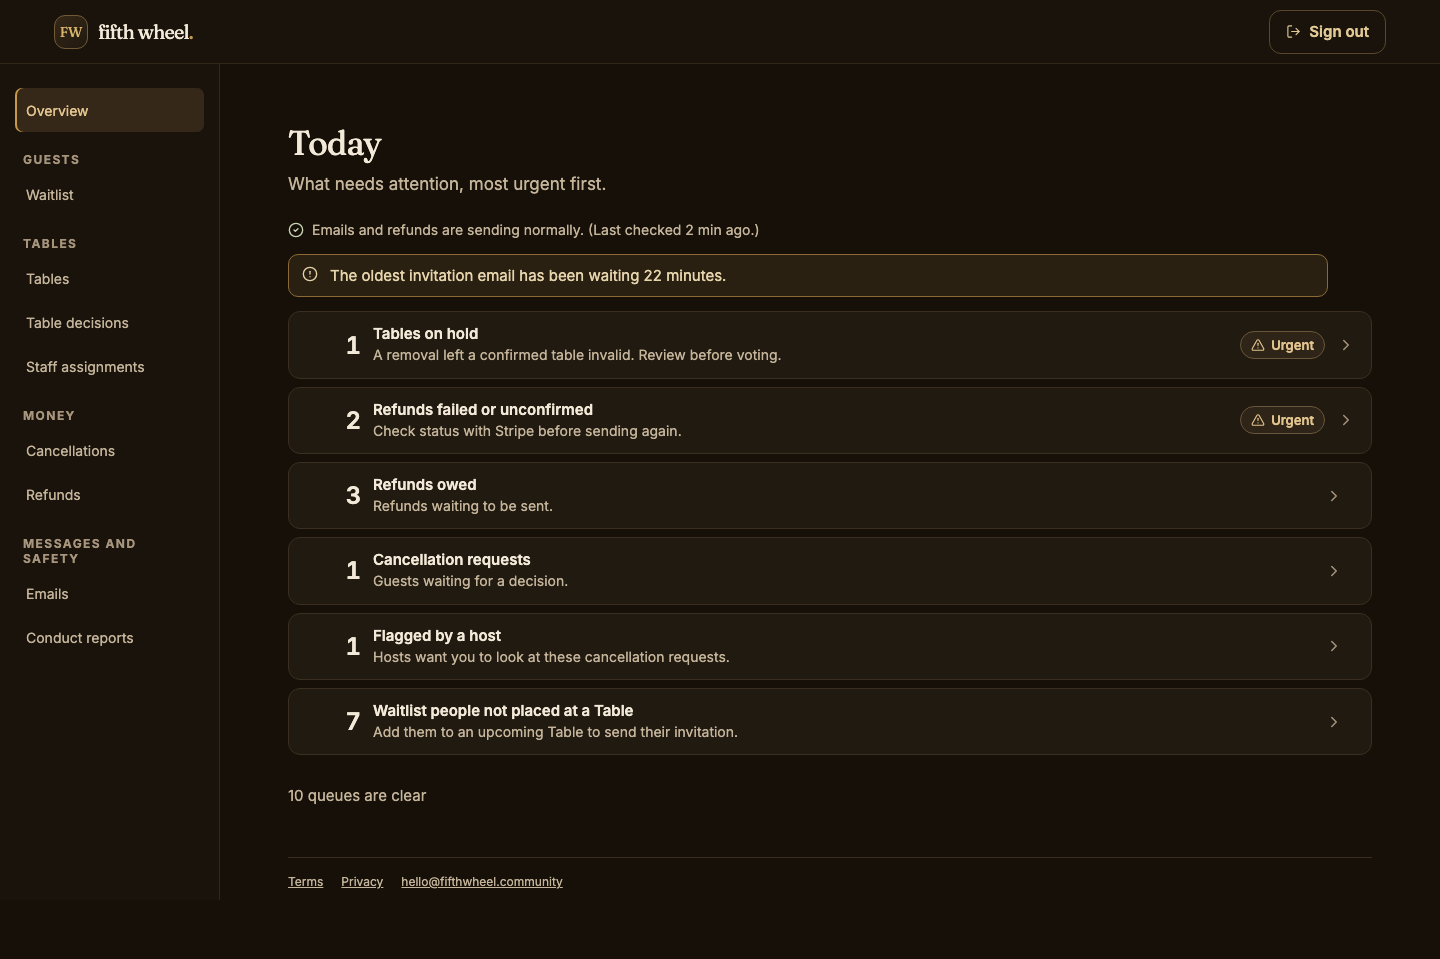 FW fifth wheel.
Sign out
Overview
GUESTS
Waitlist
TABLES
Tables
Table decisions
Staff assignments
MONEY
Cancellations
Refunds
MESSAGES AND
SAFETY
Emails
Conduct reports
Today
What needs attention, most urgent first.
Emails and refunds are sending normally. (Last checked 2 min ago.)
The oldest invitation email has been waiting 22 minutes.
1 Tables on hold
A removal left a confirmed table invalid. Review before voting.
Urgent
2 Refunds failed or unconfirmed
Check status with Stripe before sending again.
Urgent
3 Refunds owed
Refunds waiting to be sent.
1 Cancellation requests
Guests waiting for a decision.
1 Flagged by a host
Hosts want you to look at these cancellation requests.
7 Waitlist people not placed at a Table
Add them to an upcoming Table to send their invitation.
10 queues are clear
Terms Privacy hello@fifthwheel.community